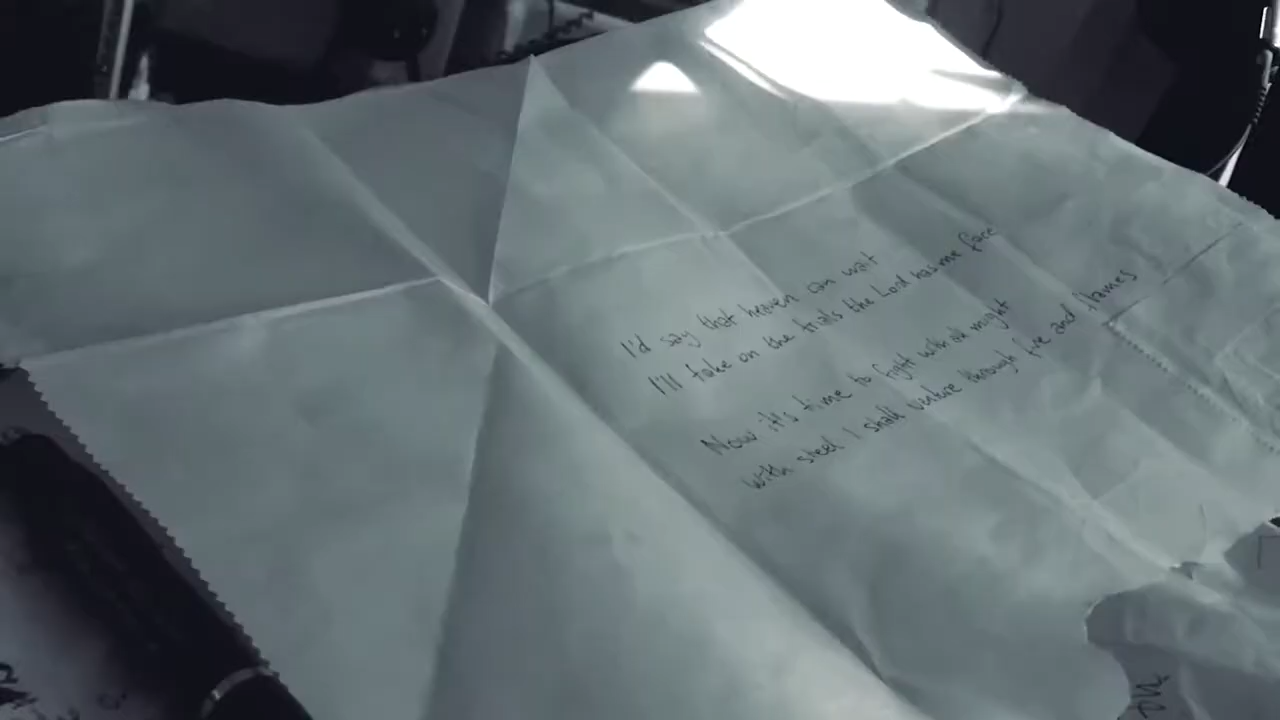 I'd say that heaven can wait
I'll take on the trials the Lord has me face
Now it's time to fight with all might
with steel I shall venture through fire and flames